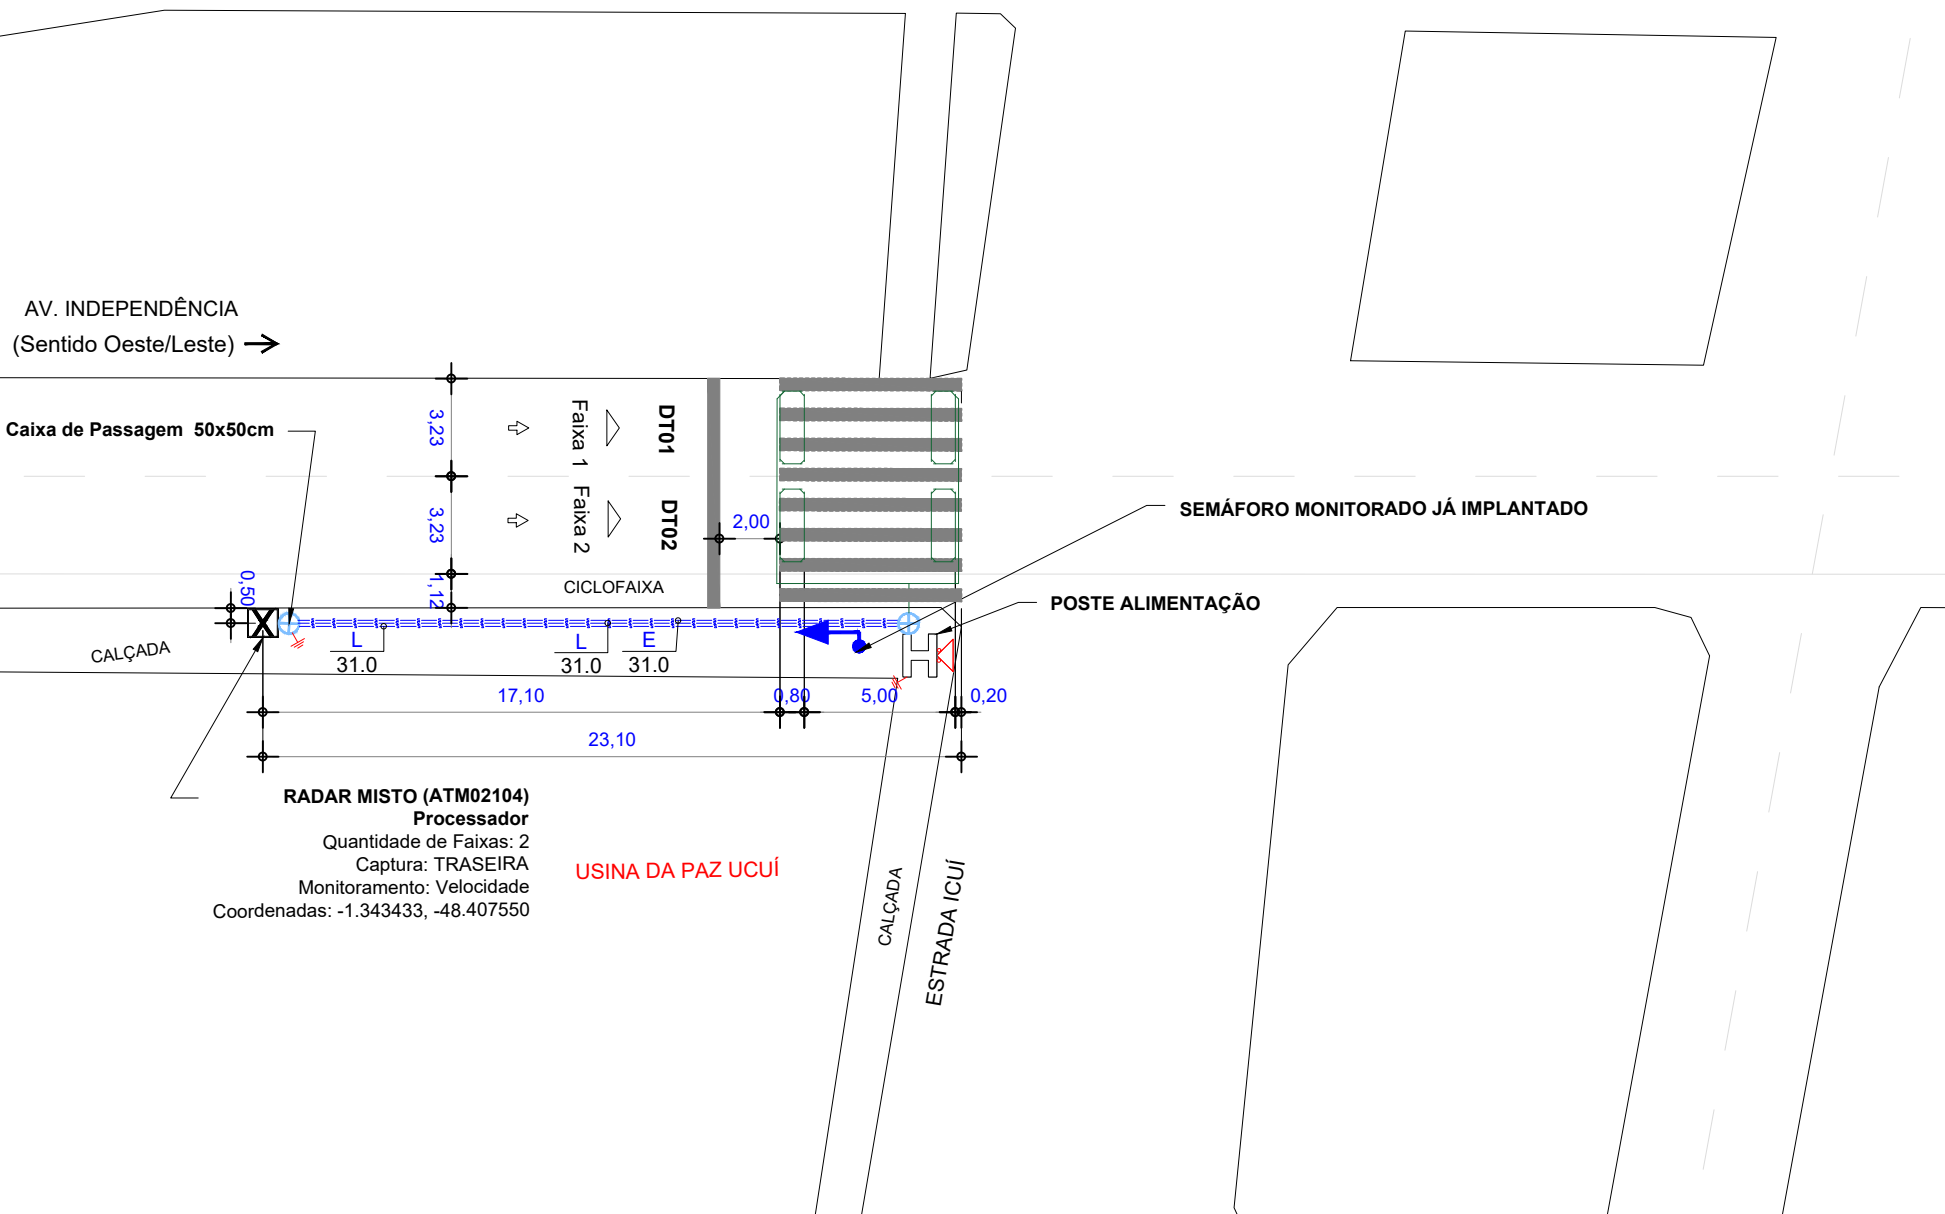 AV. INDEPENDÊNCIA
(Sentido Oeste/Leste)
Caixa de Passagem 50x50cm
3,23
3,23
1,12
0,50
Faixa 1
Faixa 2
DT01
DT02
2,00
CICLOFAIXA
SEMÁFORO MONITORADO JÁ IMPLANTADO
POSTE ALIMENTAÇÃO
CALÇADA
X
L
31.0
L
31.0
E
31.0
17,10
0,80
5,00
0,20
23,10
RADAR MISTO (ATM02104)
Processador
Quantidade de Faixas: 2
Captura: TRASEIRA
Monitoramento: Velocidade
Coordenadas: -1.343433, -48.407550
USINA DA PAZ UCUÍ
CALÇADA
ESTRADA ICUÍ